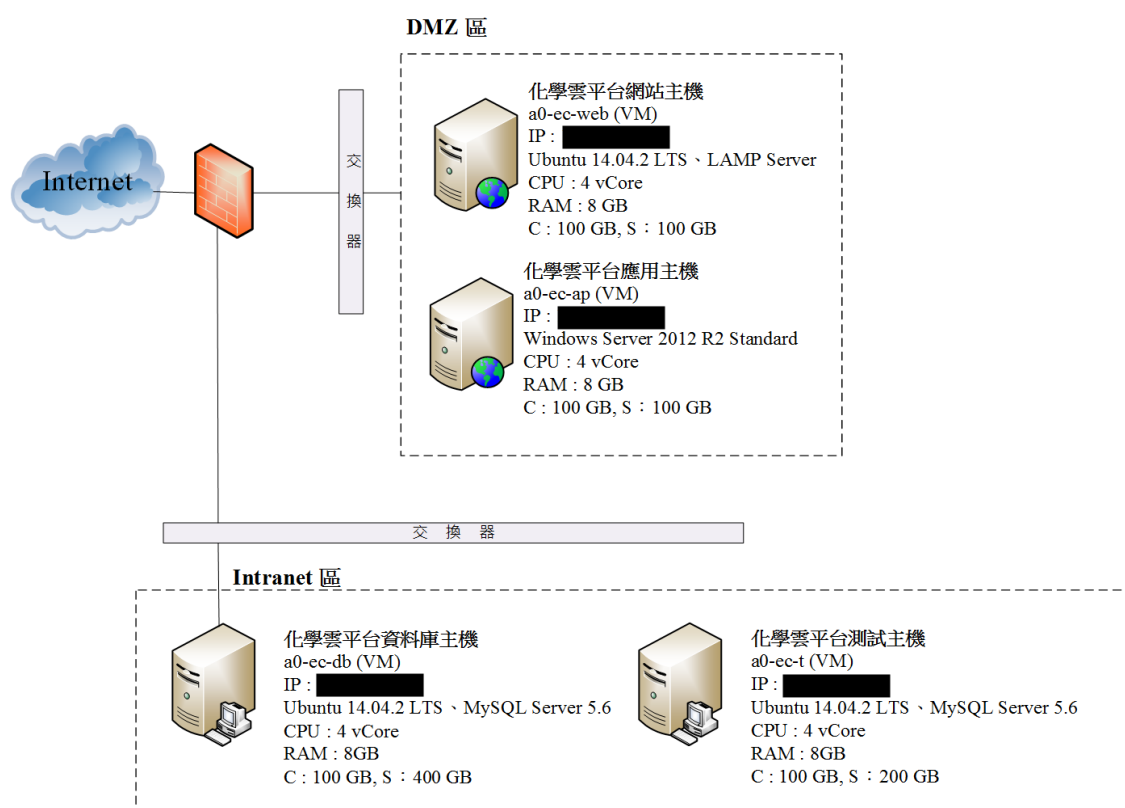 DMZ 區
化學雲平台網站主機
a0-ec-web (VM)
IP :
Ubuntu 14.04.2 LTS、LAMP Server
CPU : 4 vCore
RAM : 8 GB
C : 100 GB, S：100 GB
Internet
交換器
化學雲平台應用主機
a0-ec-ap (VM)
IP :
Windows Server 2012 R2 Standard
CPU : 4 vCore
RAM : 8 GB
C : 100 GB, S：100 GB
交 換 器
Intranet 區
化學雲平台資料庫主機
a0-ec-db (VM)
IP :
Ubuntu 14.04.2 LTS、MySQL Server 5.6
CPU : 4 vCore
RAM : 8GB
C : 100 GB, S：400 GB
化學雲平台測試主機
a0-ec-t (VM)
IP :
Ubuntu 14.04.2 LTS、MySQL Server 5.6
CPU : 4 vCore
RAM : 8GB
C : 100 GB, S：200 GB